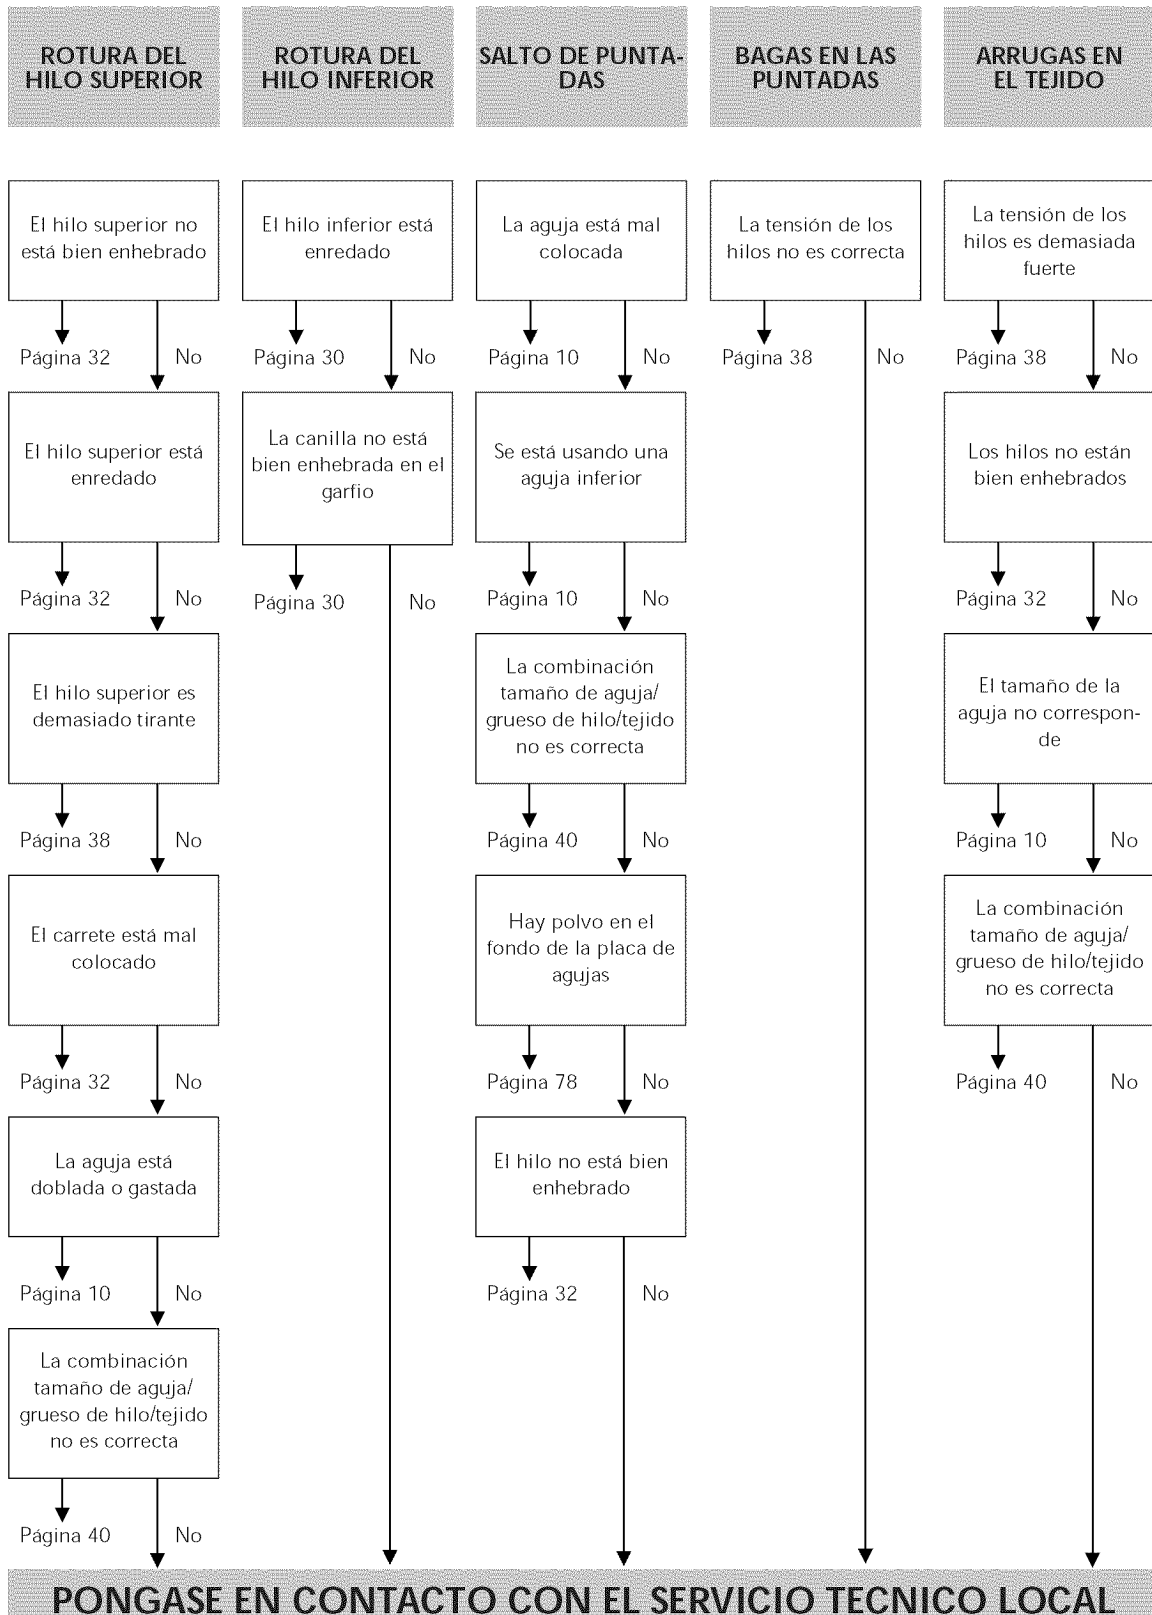 ROTURA DEL
HILO SUPERIOR
El hilo superior no
está bien enhebrado
Página 32
No
El hilo superior está
enredado
Página 32
No
El hilo superior es
demasiado tirante
Página 38
No
El carrete está mal
colocado
Página 32
No
La aguja está
doblada o gastada
Página 10
No
La combinación
tamaño de aguja/
grueso de hilo/tejido
no es correcta
Página 40
No
ROTURA DEL
HILO INFERIOR
El hilo inferior está
enredado
Página 30
No
La canilla no está
bien enhebrada en el
garfio
Página 30
No
SALTO DE PUNTA-
DAS
La aguja está mal
colocada
Página 10
No
Se está usando una
aguja inferior
Página 10
No
La combinación
tamaño de aguja/
grueso de hilo/tejido
no es correcta
Página 40
No
Hay polvo en el
fondo de la placa de
agujas
Página 78
No
El hilo no está bien
enhebrado
Página 32
No
BAGAS EN LAS
PUNTADAS
La tensión de los
hilos no es correcta
Página 38
No
ARRUGAS EN
EL TEJIDO
La tensión de los
hilos es demasiada
fuerte
Página 38
No
Los hilos no están
bien enhebrados
Página 32
No
El tamaño de la
aguja no correspon-
de
Página 10
No
La combinación
tamaño de aguja/
grueso de hilo/tejido
no es correcta
Página 40
No
PONGASE EN CONTACTO CON EL SERVICIO TECNICO LOCAL